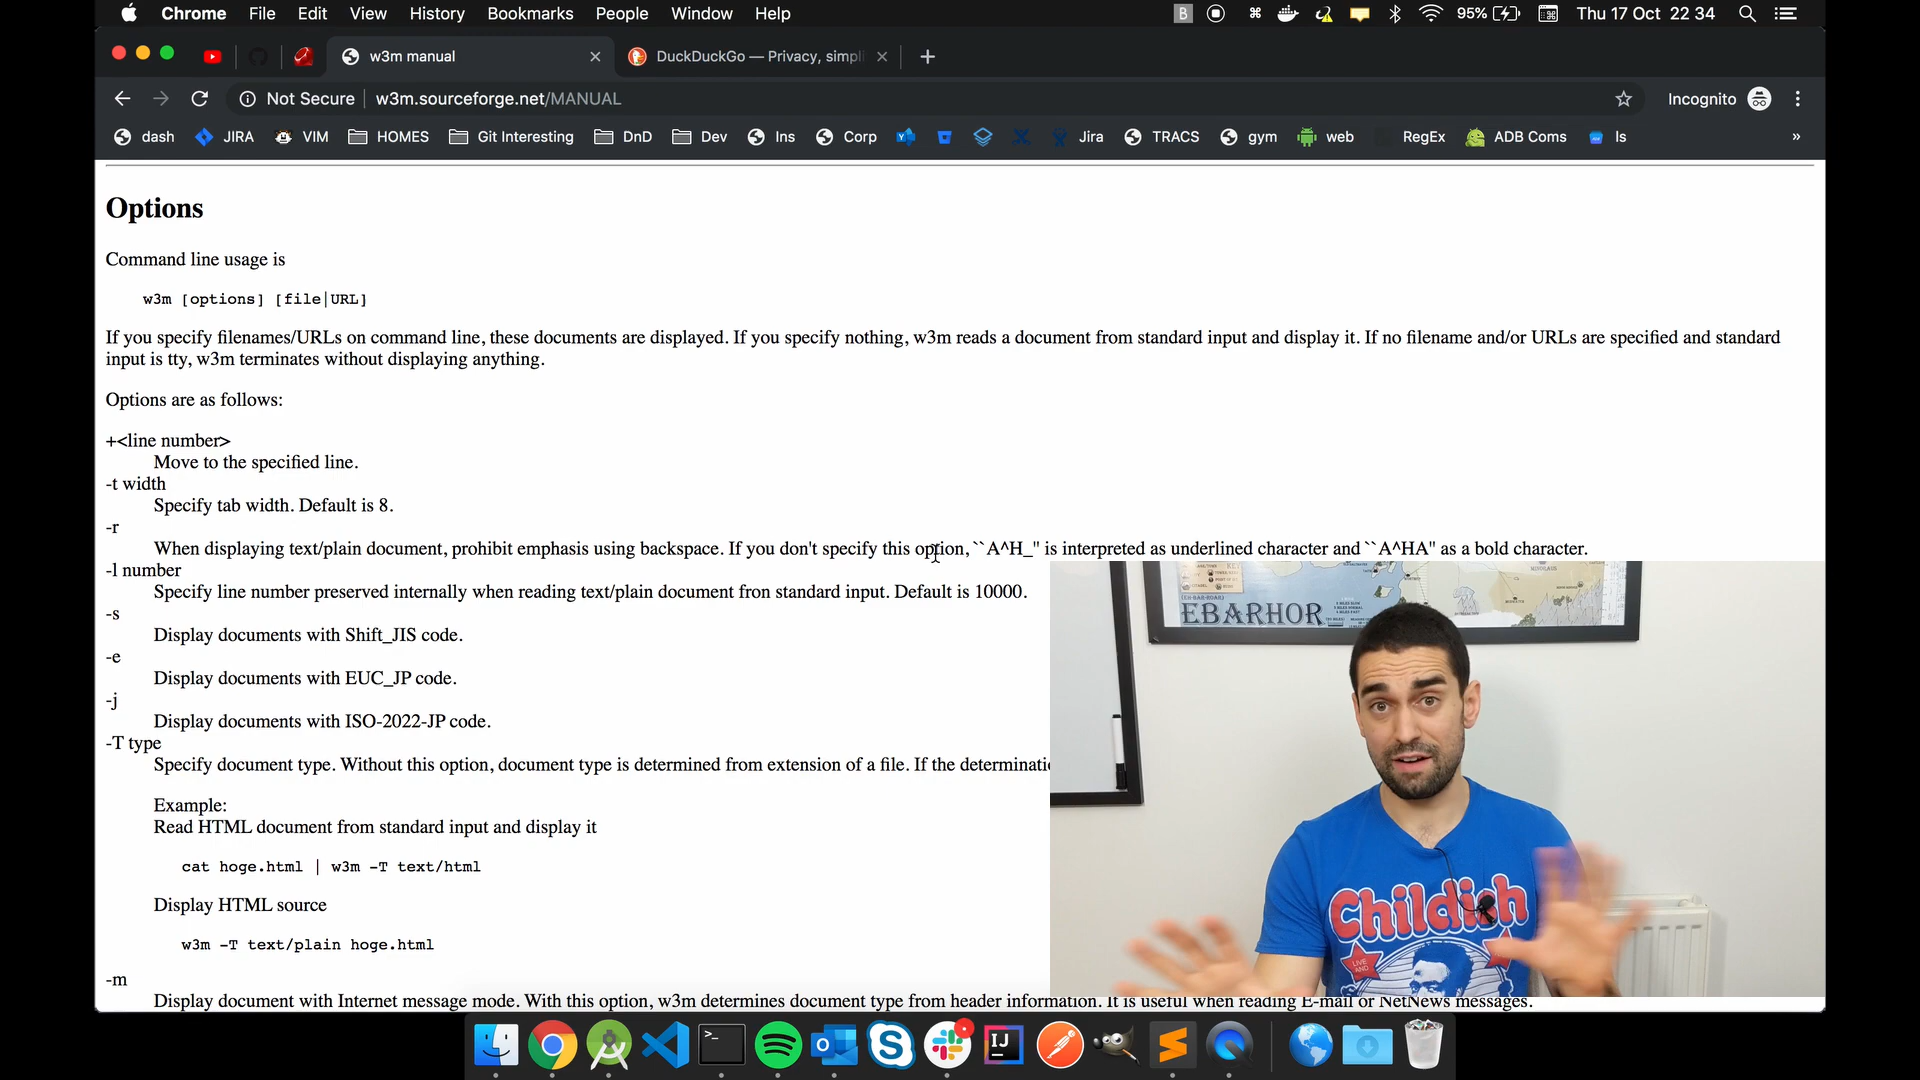 Chrome File Edit View History Bookmarks People Window Help
95% Thu 17 Oct 22 34
w3m manual
DuckDuckGo — Privacy, simpli
Not Secure w3m.sourceforge.net/MANUAL Incognito
dash JIRA VIM HOMES Git Interesting DnD Dev Ins Corp Jira TRACS gym web RegEx ADB Coms ls »
Options
Command line usage is
w3m [options] [file|URL]
If you specify filenames/URLs on command line, these documents are displayed. If you specify nothing, w3m reads a document from standard input and display it. If no filename and/or URLs are specified and standard
input is tty, w3m terminates without displaying anything.
Options are as follows:
+<line number>
Move to the specified line.
-t width
Specify tab width. Default is 8.
-r
When displaying text/plain document, prohibit emphasis using backspace. If you don't specify this option, ``A^H_'' is interpreted as underlined character and ``A^HA'' as a bold character.
-l number
Specify line number preserved internally when reading text/plain document fron standard input. Default is 10000.
-s
Display documents with Shift_JIS code.
-e
Display documents with EUC_JP code.
-j
Display documents with ISO-2022-JP code.
-T type
Specify document type. Without this option, document type is determined from extension of a file. If the determinatio
Example:
Read HTML document from standard input and display it
cat hoge.html | w3m -T text/html
Display HTML source
w3m -T text/plain hoge.html
-m
Display document with Internet message mode. With this option, w3m determines document type from header information. It is useful when reading E-mail or NetNews messages.
EBARHOR
Childish
LIVE AND
IJ